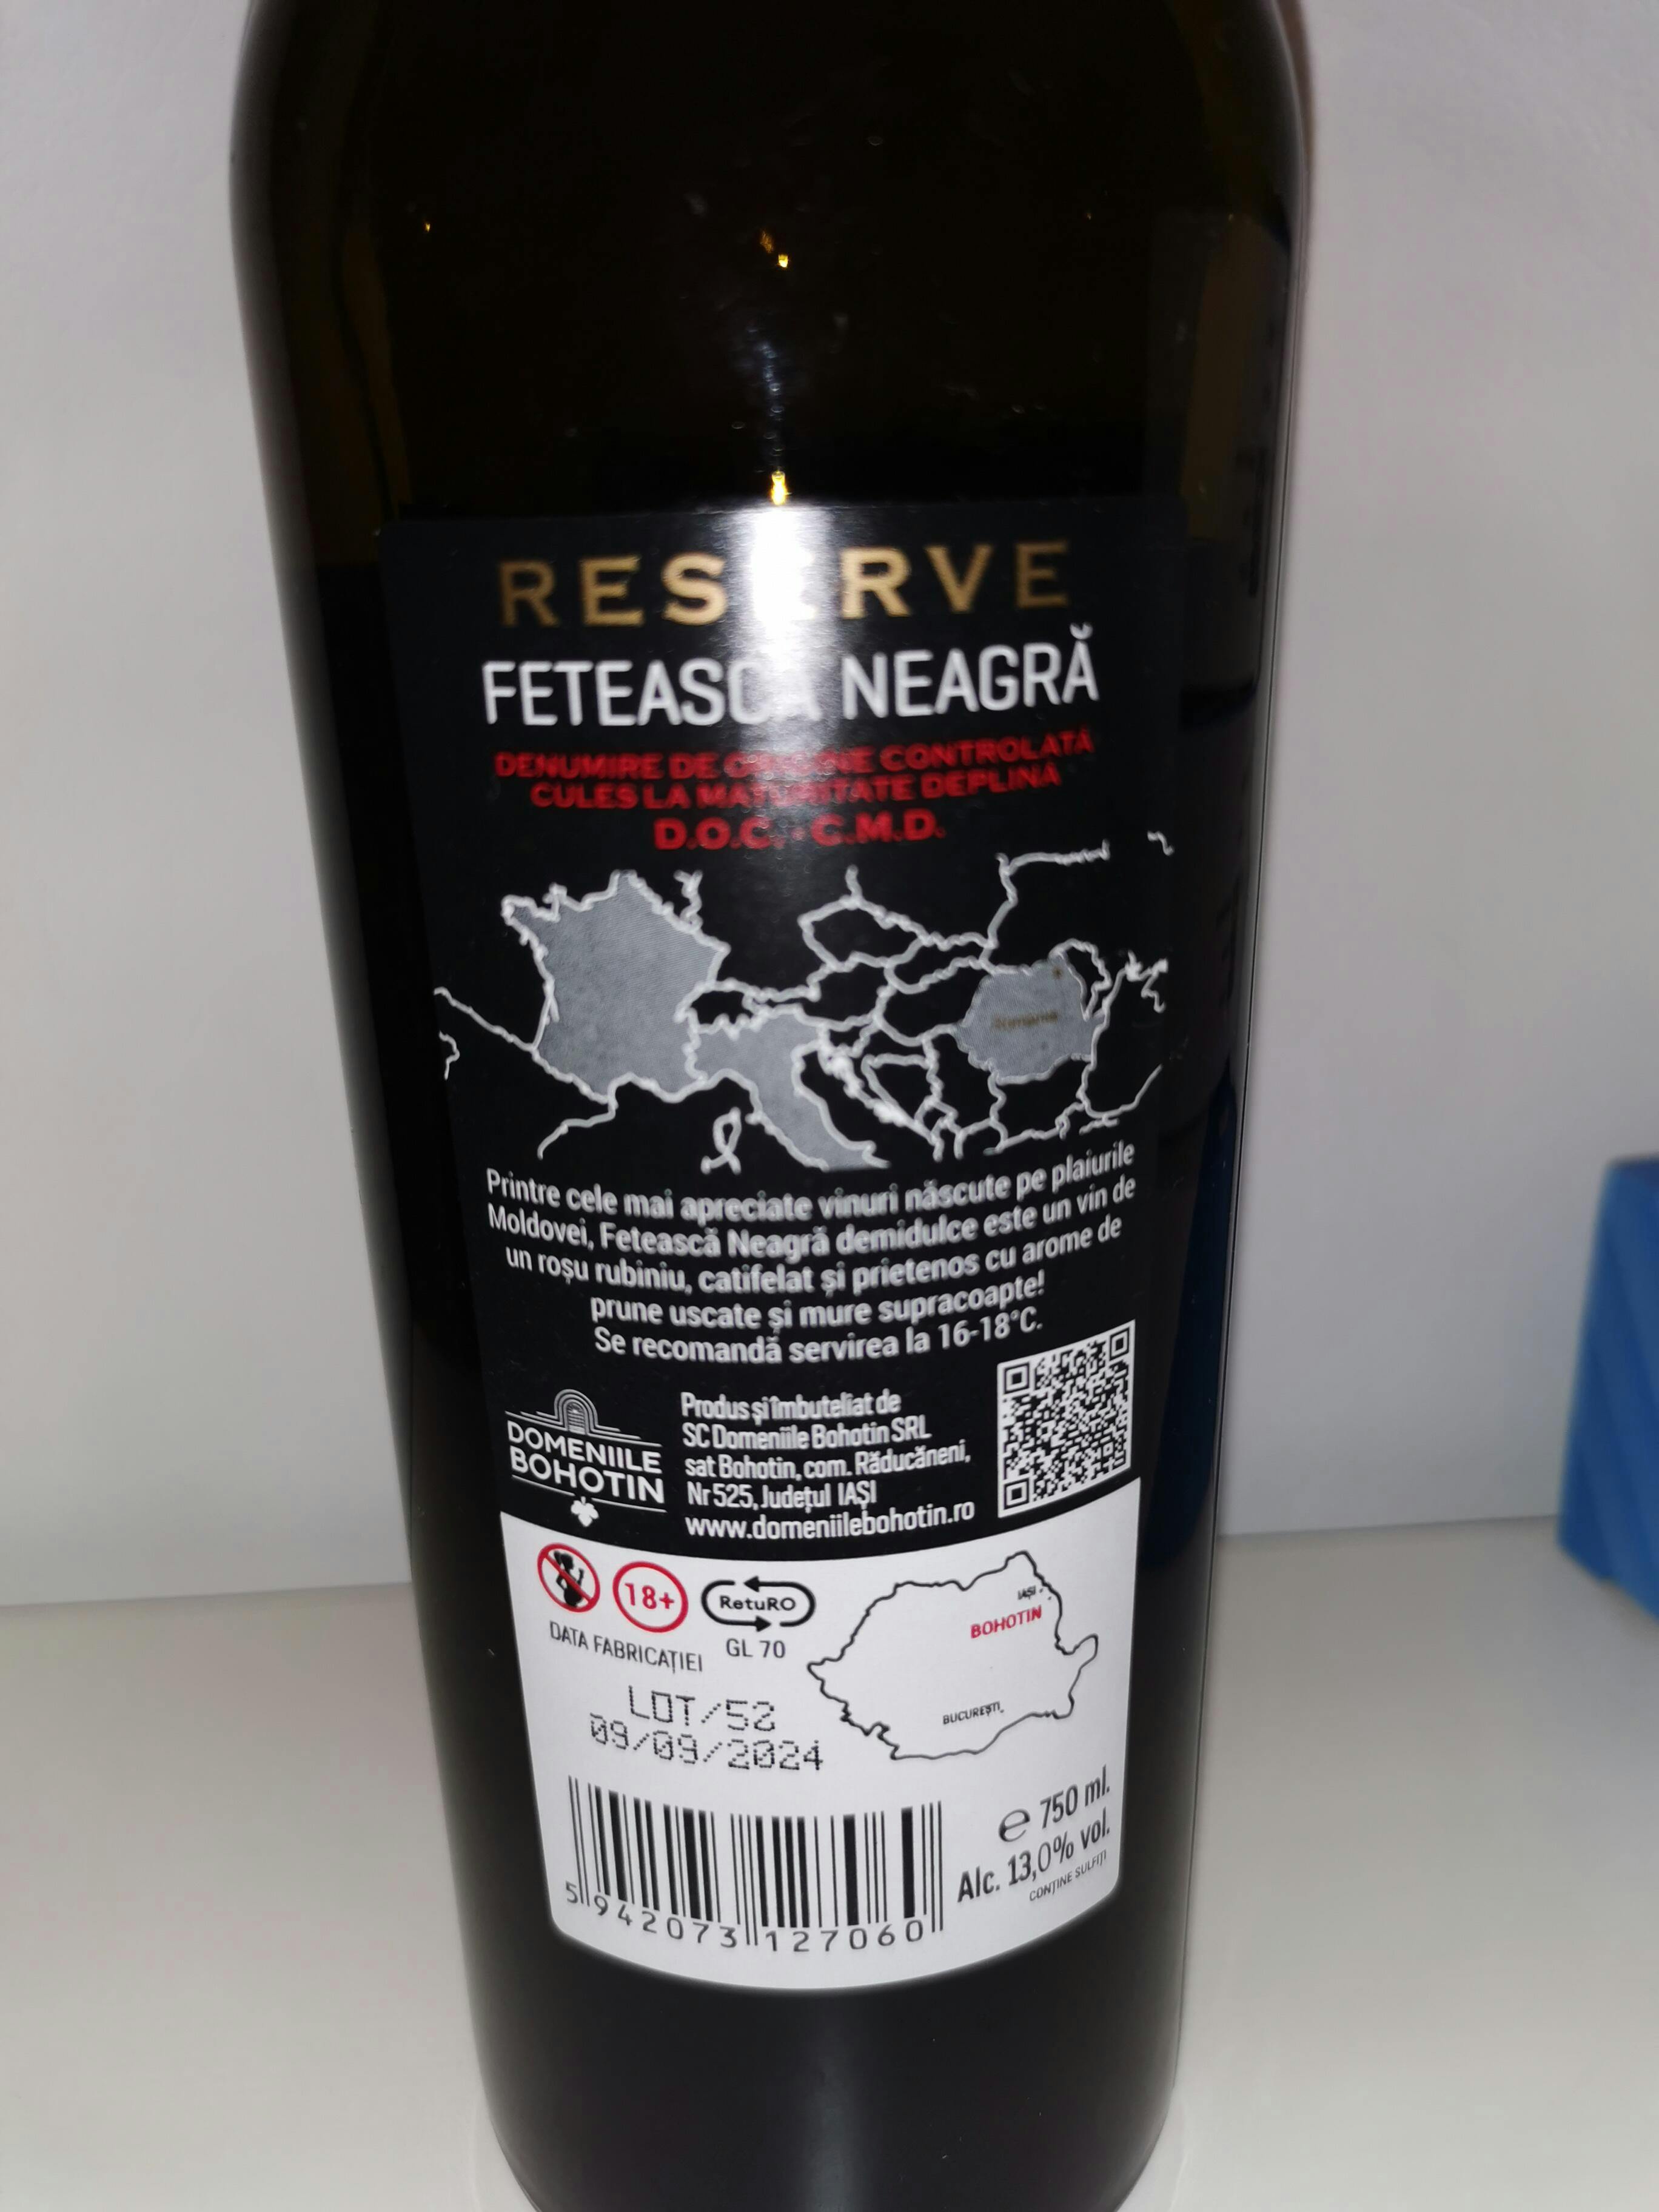 RESERVE
FETEASCĂ NEAGRĂ
DENUMIRE DE ORIGINE CONTROLATĂ
CULES LA MATURITATE DEPLINĂ
D.O.C. - C.M.D.
Romania
Printre cele mai apreciate vinuri născute pe plaiurile
Moldovei, Fetească Neagră demidulce este un vin de
un roșu rubiniu, catifelat și prietenos cu arome de
prune uscate și mure supracoapte!
Se recomandă servirea la 16-18°C.
DOMENIILE
BOHOTIN
Produs și îmbuteliat de
SC Domeniile Bohotin SRL
sat Bohotin, com. Răducăneni,
Nr 525, Județul IAȘI
www.domeniilebohotin.ro
18+
RetuRO
GL 70
DATA FABRICAȚIEI
LOT/52
09/09/2024
IAȘI
BOHOTIN
BUCUREȘTI
5 942073 127060
e 750 ml.
Alc. 13,0% vol.
CONȚINE SULFIȚI